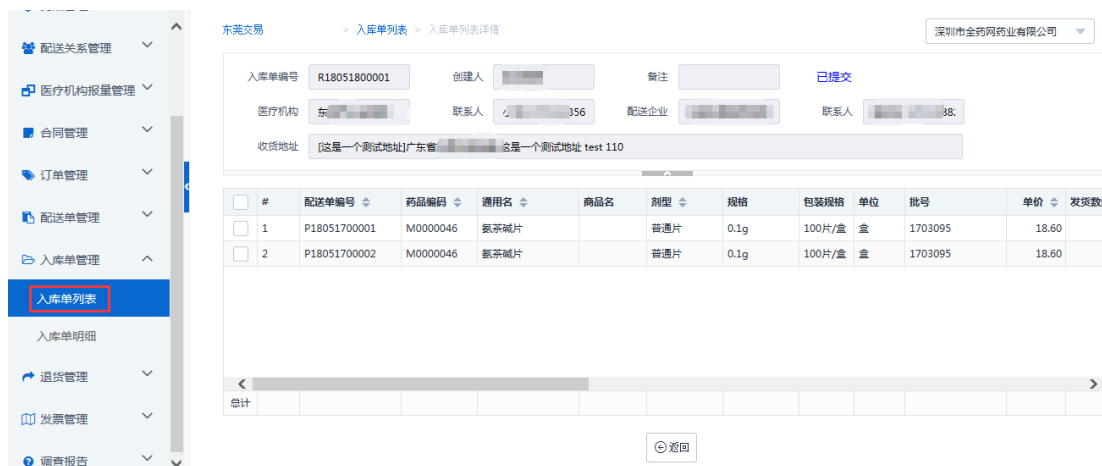 东莞交易 > 入库单列表 > 入库单列表详情
深圳市全药网药业有限公司
配送关系管理
医疗机构报量管理
合同管理
订单管理
配送单管理
入库单管理
入库单列表
入库单明细
退货管理
发票管理
调查报告
入库单编号 R18051800001 创建人 备注 已提交
医疗机构 东 联系人 356 配送企业 联系人
收货地址 [这是一个测试地址]广东省 这是一个测试地址 test 110
# 配送单编号 药品编码 通用名 商品名 剂型 规格 包装规格 单位 批号 单价 发货数
1 P18051700001 M0000046 氨茶碱片 普通片 0.1g 100片/盒 盒 1703095 18.60
2 P18051700002 M0000046 氨茶碱片 普通片 0.1g 100片/盒 盒 1703095 18.60
总计
返回